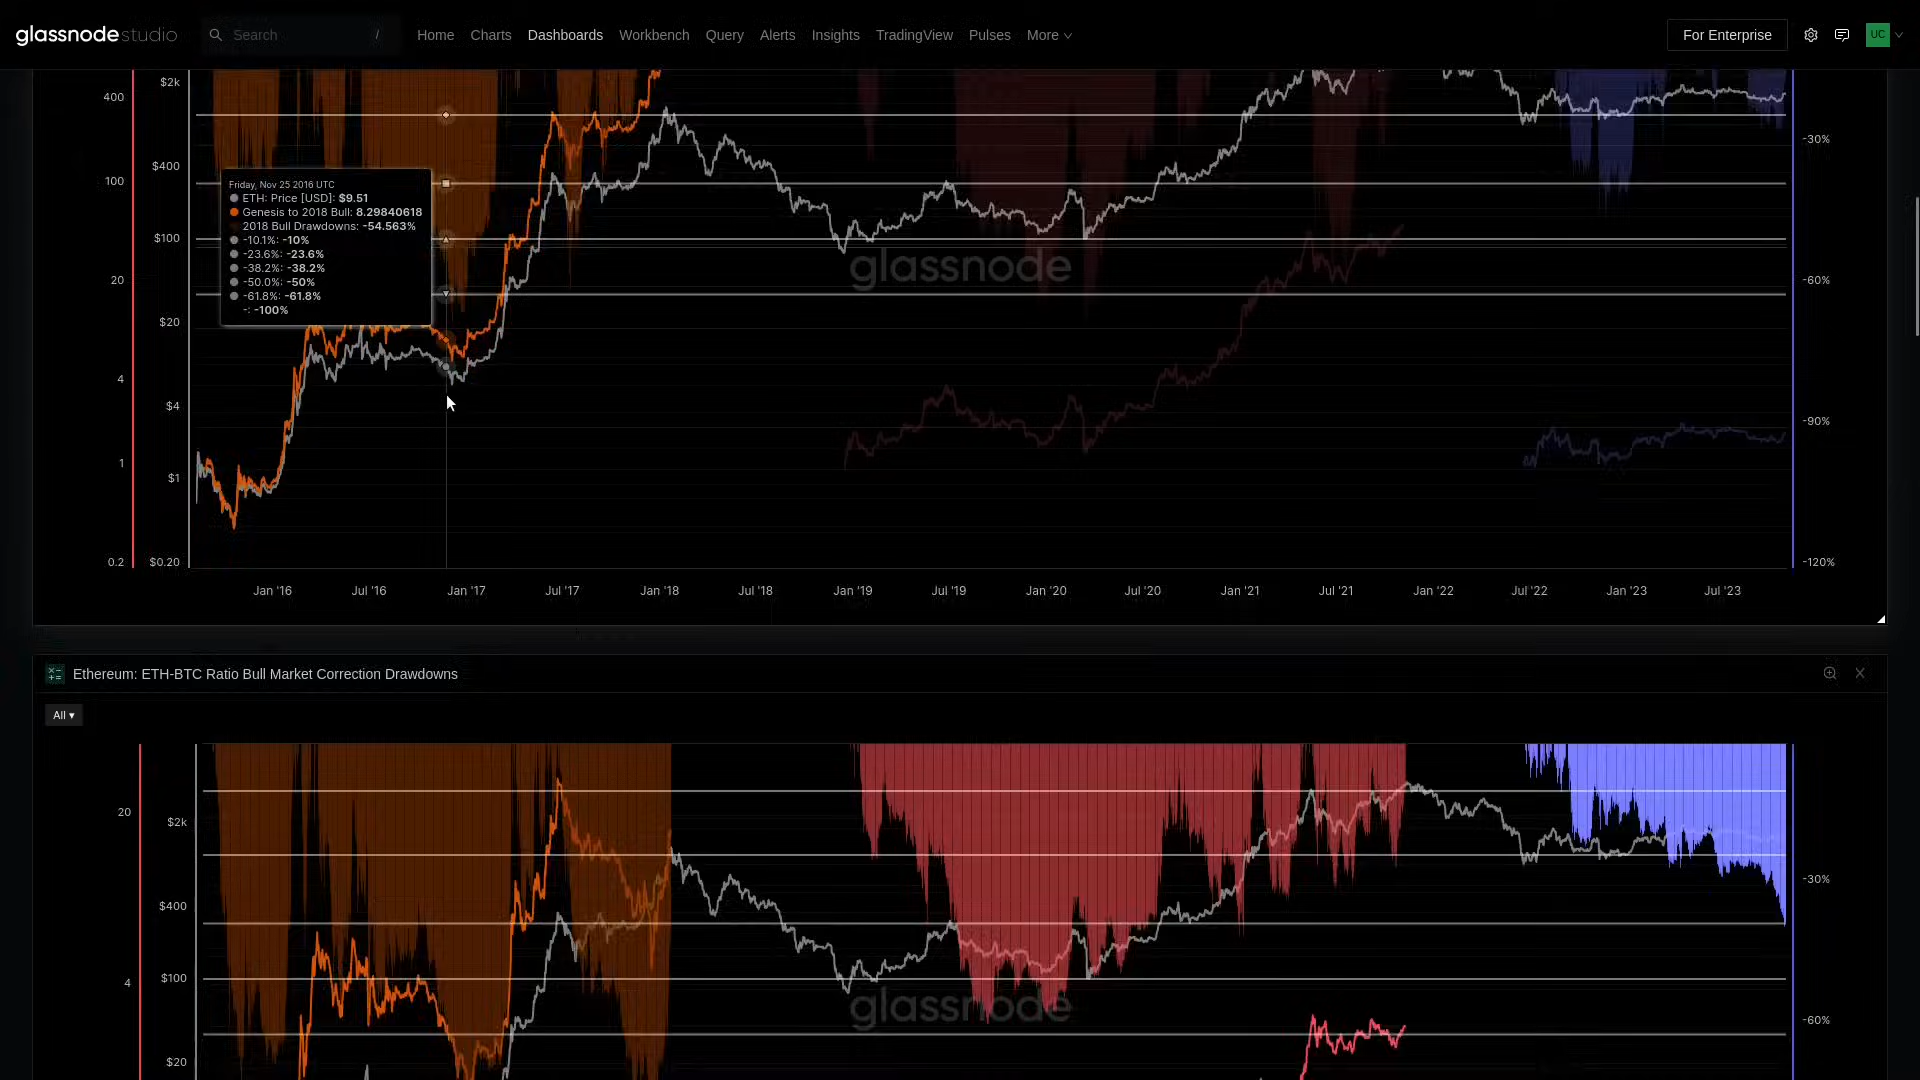 glassnodestudio Search / Home Charts Dashboards Workbench Query Alerts Insights TradingView Pulses More For Enterprise UC
400 $2k
-30%
$400
100
$100
20 -60%
$20
4
$4 -90%
1
$1
0.2 $0.20 -120%
Friday, Nov 25 2016 UTC
ETH: Price [USD]: $9.51
Genesis to 2018 Bull: 8.29840618
2018 Bull Drawdowns: -54.563%
-10.1%: -10%
-23.6%: -23.6%
-38.2%: -38.2%
-50.0%: -50%
-61.8%: -61.8%
-: -100%
glassnode
Jan '16 Jul '16 Jan '17 Jul '17 Jan '18 Jul '18 Jan '19 Jul '19 Jan '20 Jul '20 Jan '21 Jul '21 Jan '22 Jul '22 Jan '23 Jul '23
Ethereum: ETH-BTC Ratio Bull Market Correction Drawdowns
All ▾
20 $2k
-30%
$400
4 $100
glassnode
-60%
$20